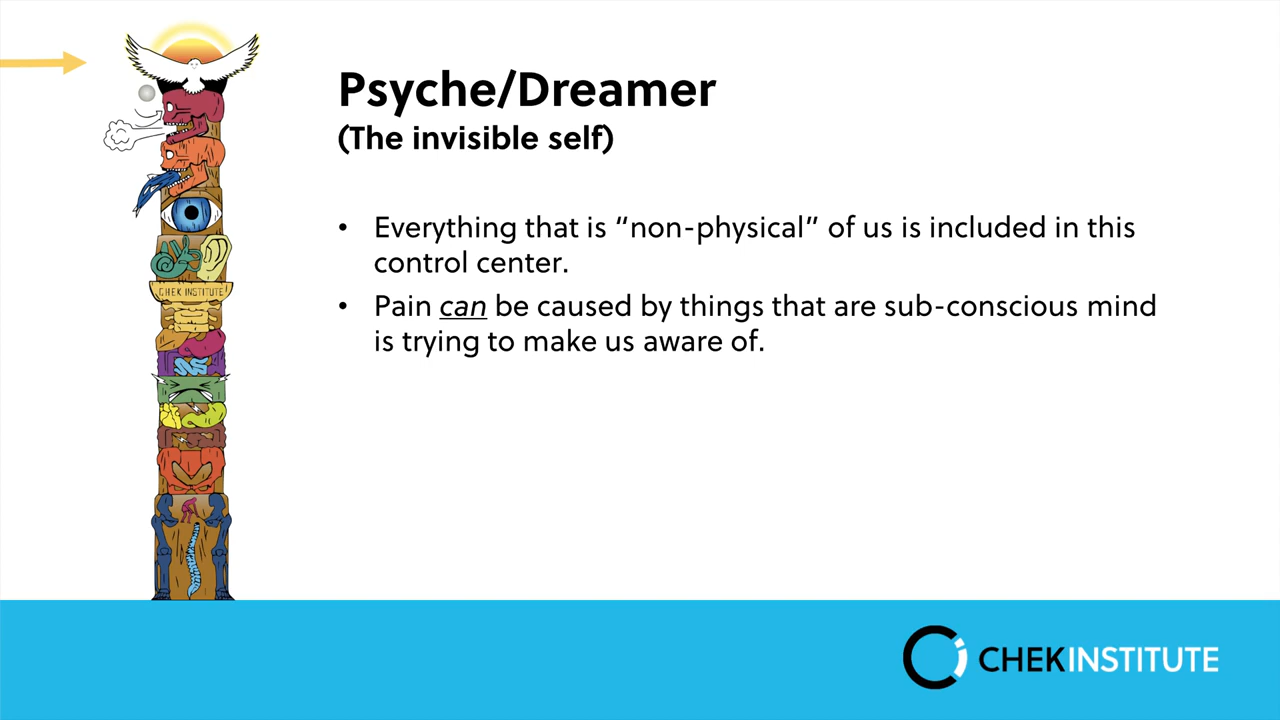 Psyche/Dreamer
(The invisible self)
• Everything that is “non-physical” of us is included in this
control center.
• Pain can be caused by things that are sub-conscious mind
is trying to make us aware of.
CHEK INSTITUTE
CHEKINSTITUTE